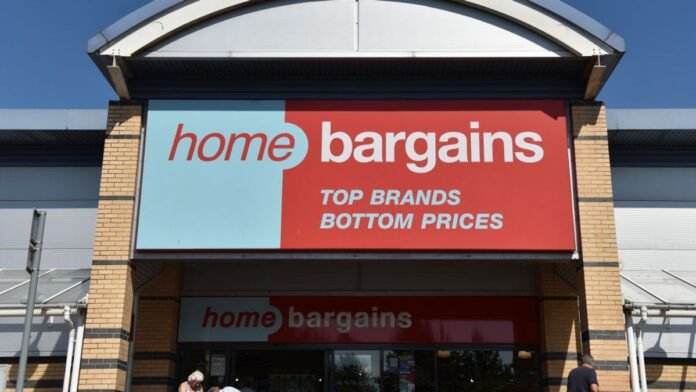 home bargains
TOP BRANDS
BOTTOM PRICES
home bargains